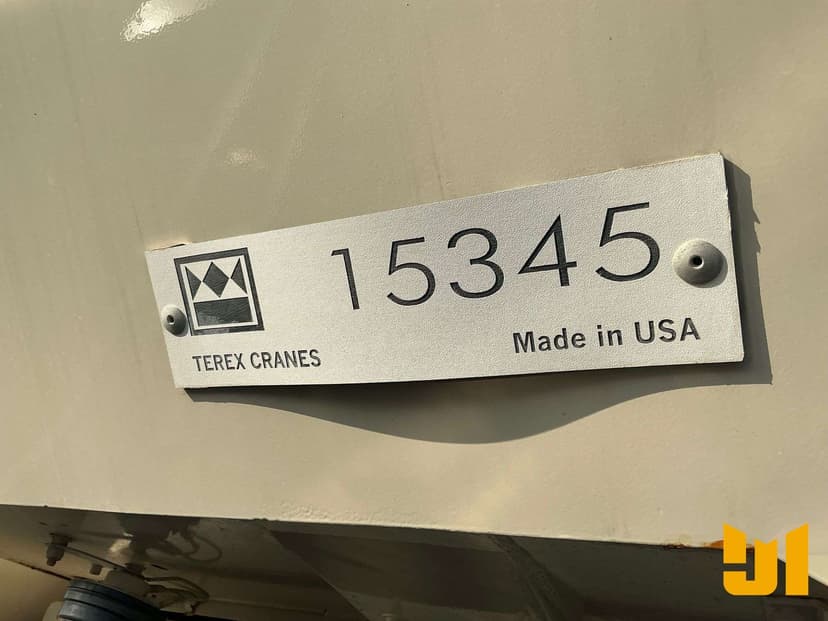 15345
TEREX CRANES
Made in USA